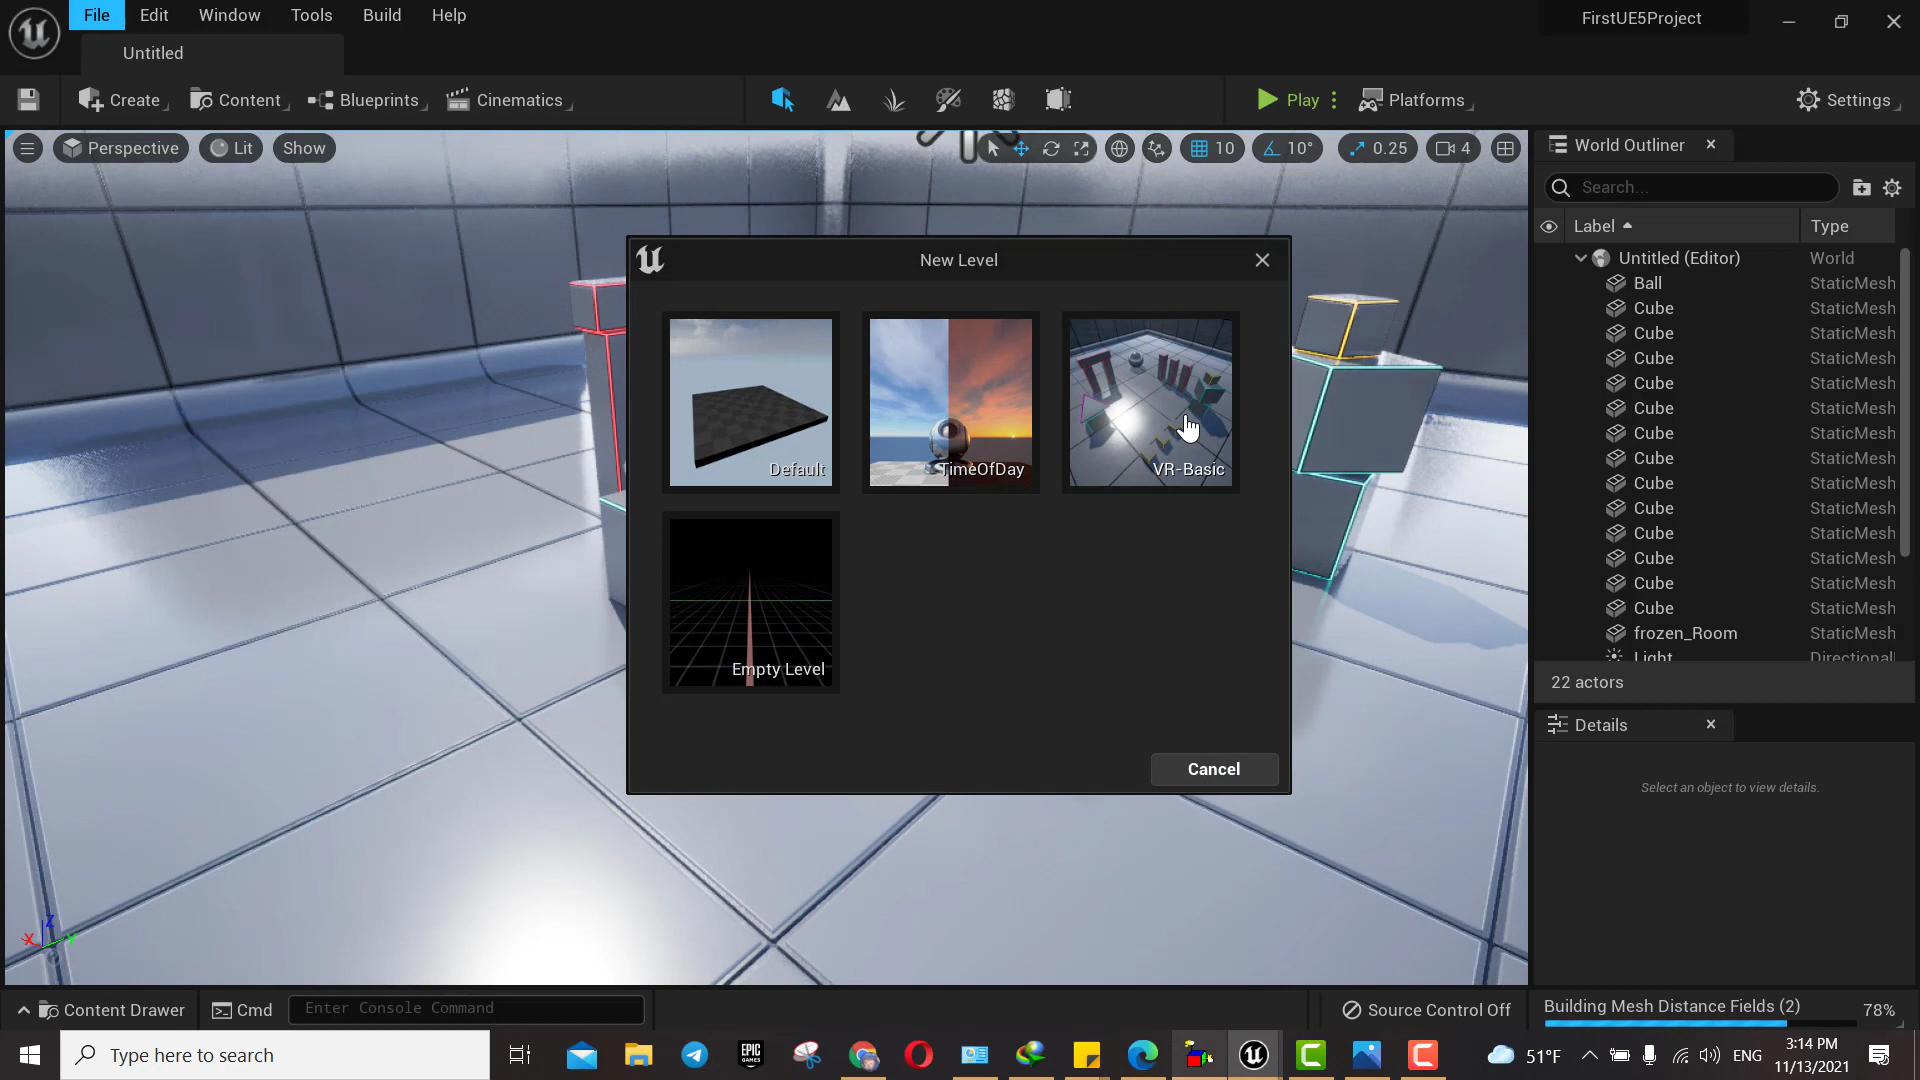 File Edit Window Tools Build Help
FirstUE5Project
Untitled
Create Content Blueprints Cinematics Play Platforms Settings
Perspective Lit Show 10 10° 0.25 4
World Outliner
Search...
Label Type
Untitled (Editor) World
Ball StaticMesh
Cube StaticMesh
Cube StaticMesh
Cube StaticMesh
Cube StaticMesh
Cube StaticMesh
Cube StaticMesh
Cube StaticMesh
Cube StaticMesh
Cube StaticMesh
Cube StaticMesh
Cube StaticMesh
Cube StaticMesh
Cube StaticMesh
frozen_Room StaticMesh
Light Directionall
22 actors
Details
Select an object to view details.
New Level
Default
TimeOfDay
VR-Basic
Empty Level
Cancel
X Z Y
Content Drawer Cmd Enter Console Command Source Control Off Building Mesh Distance Fields (2) 78%
Type here to search
EPIC GAMES
51°F ENG
3:14 PM
11/13/2021